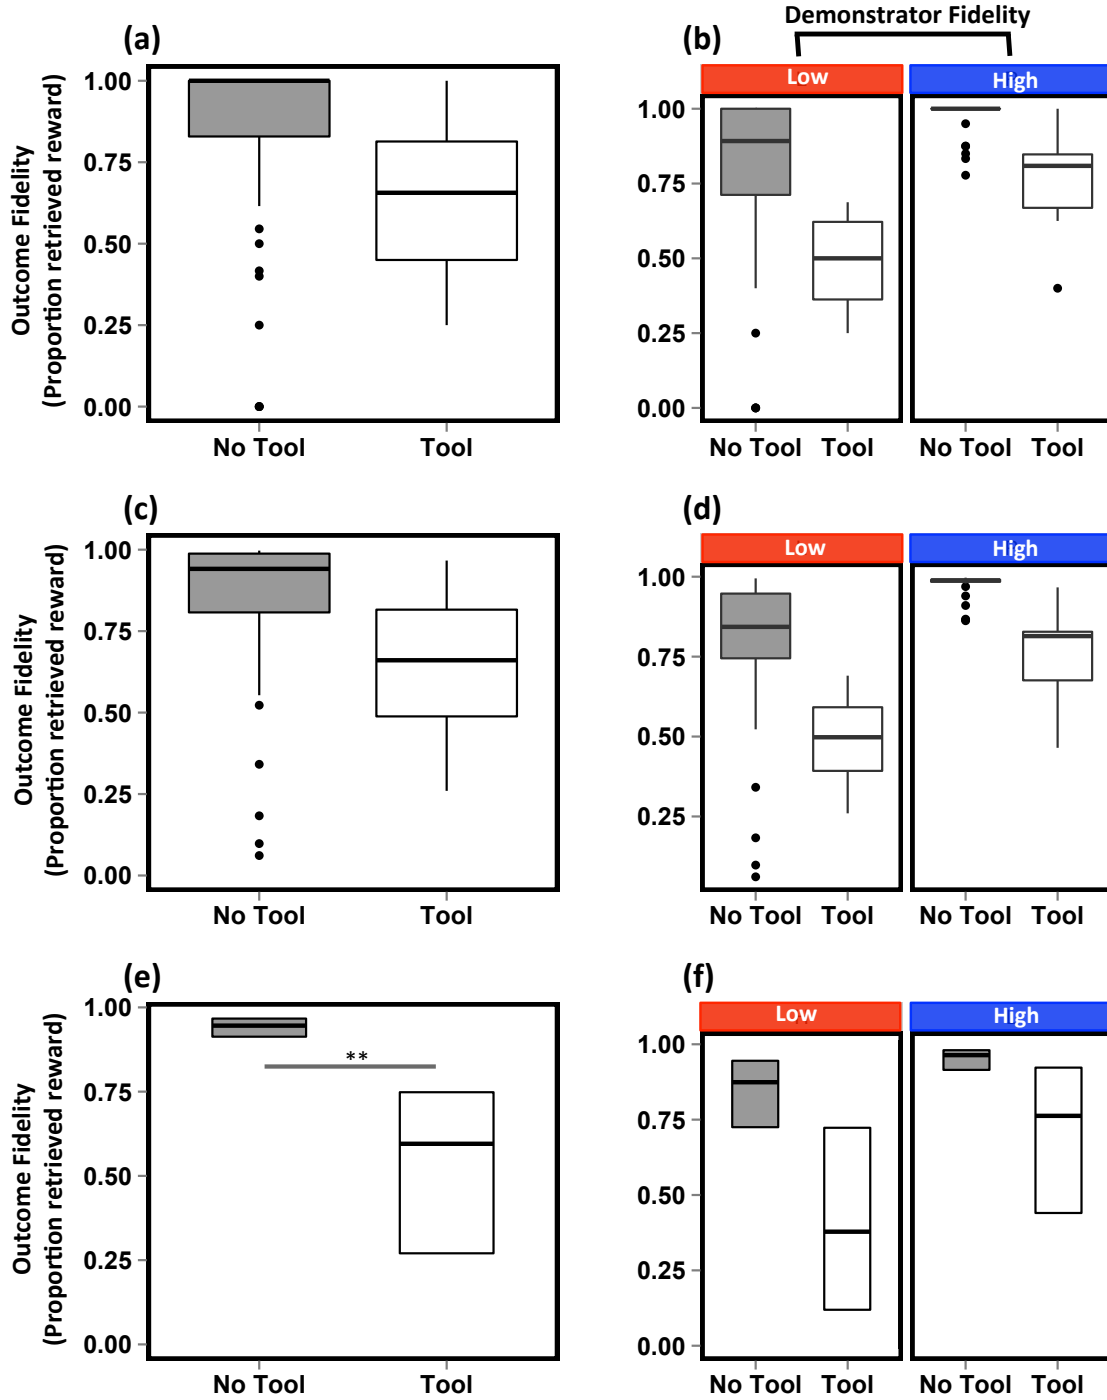 Demonstrator Fidelity
(a)
(b)
Low
High
Outcome Fidelity
(Proportion retrieved reward)
1.00
0.75
0.50
0.25
0.00
No Tool
Tool
1.00
0.75
0.50
0.25
0.00
No Tool
Tool
No Tool
Tool
(c)
(d)
Low
High
Outcome Fidelity
(Proportion retrieved reward)
1.00
0.75
0.50
0.25
0.00
No Tool
Tool
1.00
0.75
0.50
0.25
No Tool
Tool
No Tool
Tool
(e)
(f)
Low
High
Outcome Fidelity
(Proportion retrieved reward)
1.00
0.75
0.50
0.25
0.00
**
No Tool
Tool
1.00
0.75
0.50
0.25
0.00
No Tool
Tool
No Tool
Tool